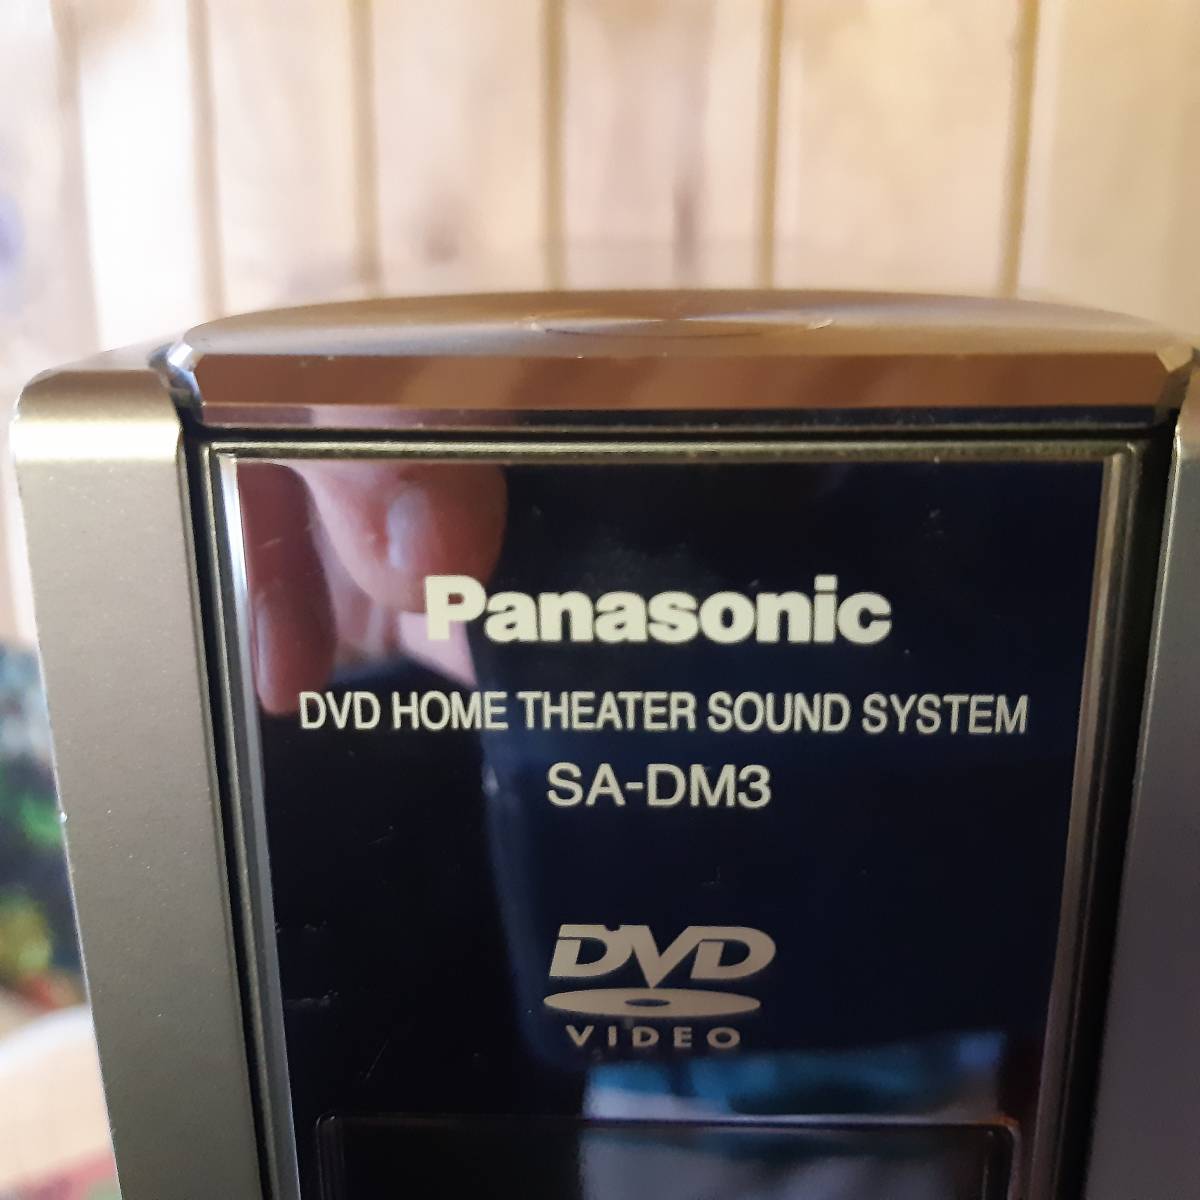 Panasonic
DVD HOME THEATER SOUND SYSTEM
SA-DM3
DVD
VIDEO